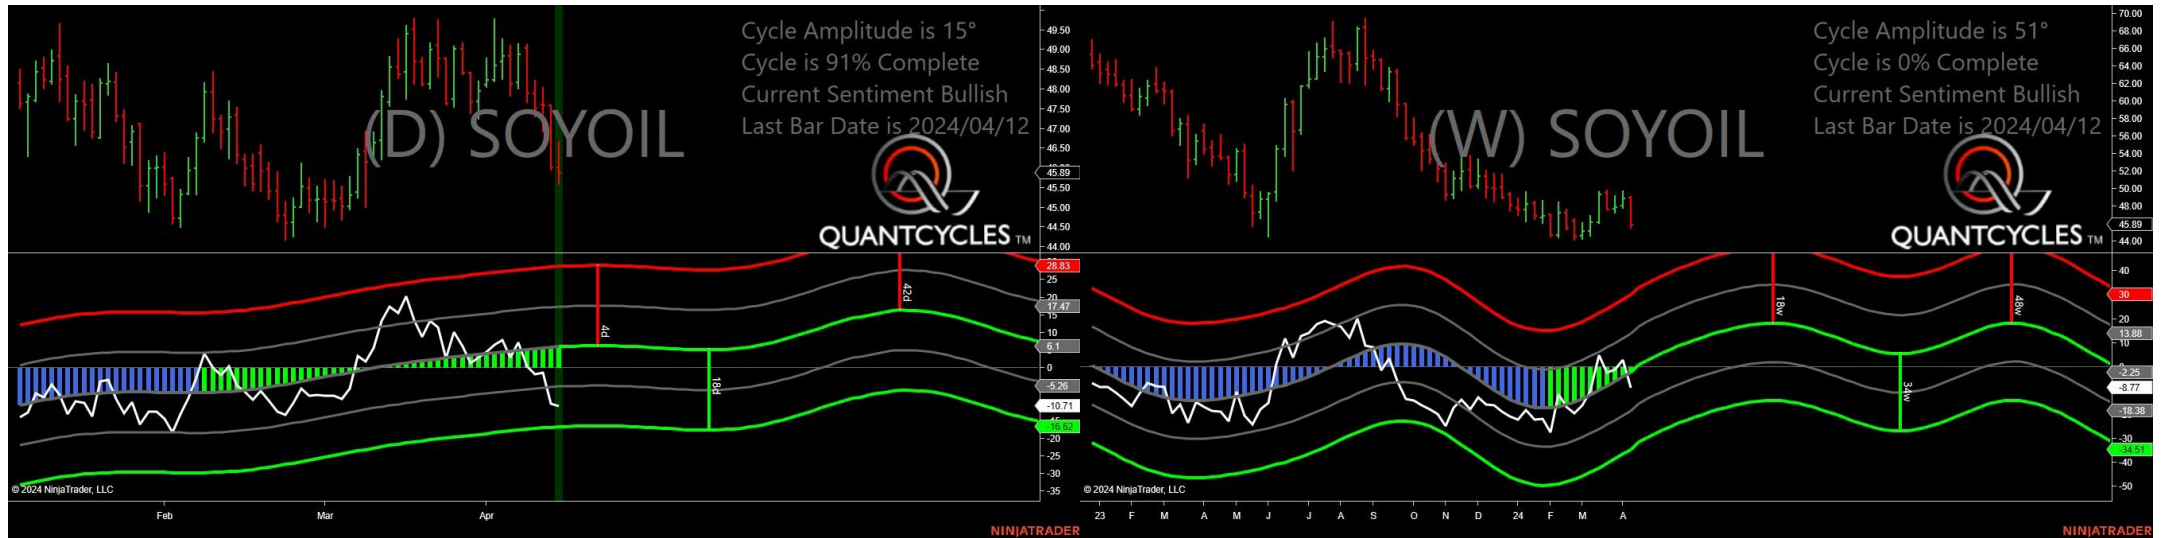 Cycle Amplitude is 15°
Cycle is 91% Complete
Current Sentiment Bullish
Last Bar Date is 2024/04/12
(D) SOYOIL
QUANTCYCLES TM
49.50
49.00
48.50
48.00
47.50
47.00
46.50
45.89
45.50
45.00
44.50
44.00
28.83
25
20
17.47
15
10
6.1
0
-5.26
-10.71
-16.62
-20
-25
-30
-35
4d
18d
42d
© 2024 NinjaTrader, LLC
Feb Mar Apr
NINJATRADER
Cycle Amplitude is 51°
Cycle is 0% Complete
Current Sentiment Bullish
Last Bar Date is 2024/04/12
(W) SOYOIL
QUANTCYCLES TM
70.00
68.00
66.00
64.00
62.00
60.00
58.00
56.00
54.00
52.00
50.00
48.00
45.89
44.00
40
30
20
13.88
10
-2.25
-8.77
-18.38
-30
-34.51
-40
-50
18w
34w
48w
© 2024 NinjaTrader, LLC
23 F M A M J J A S O N D 24 F M A
NINJATRADER